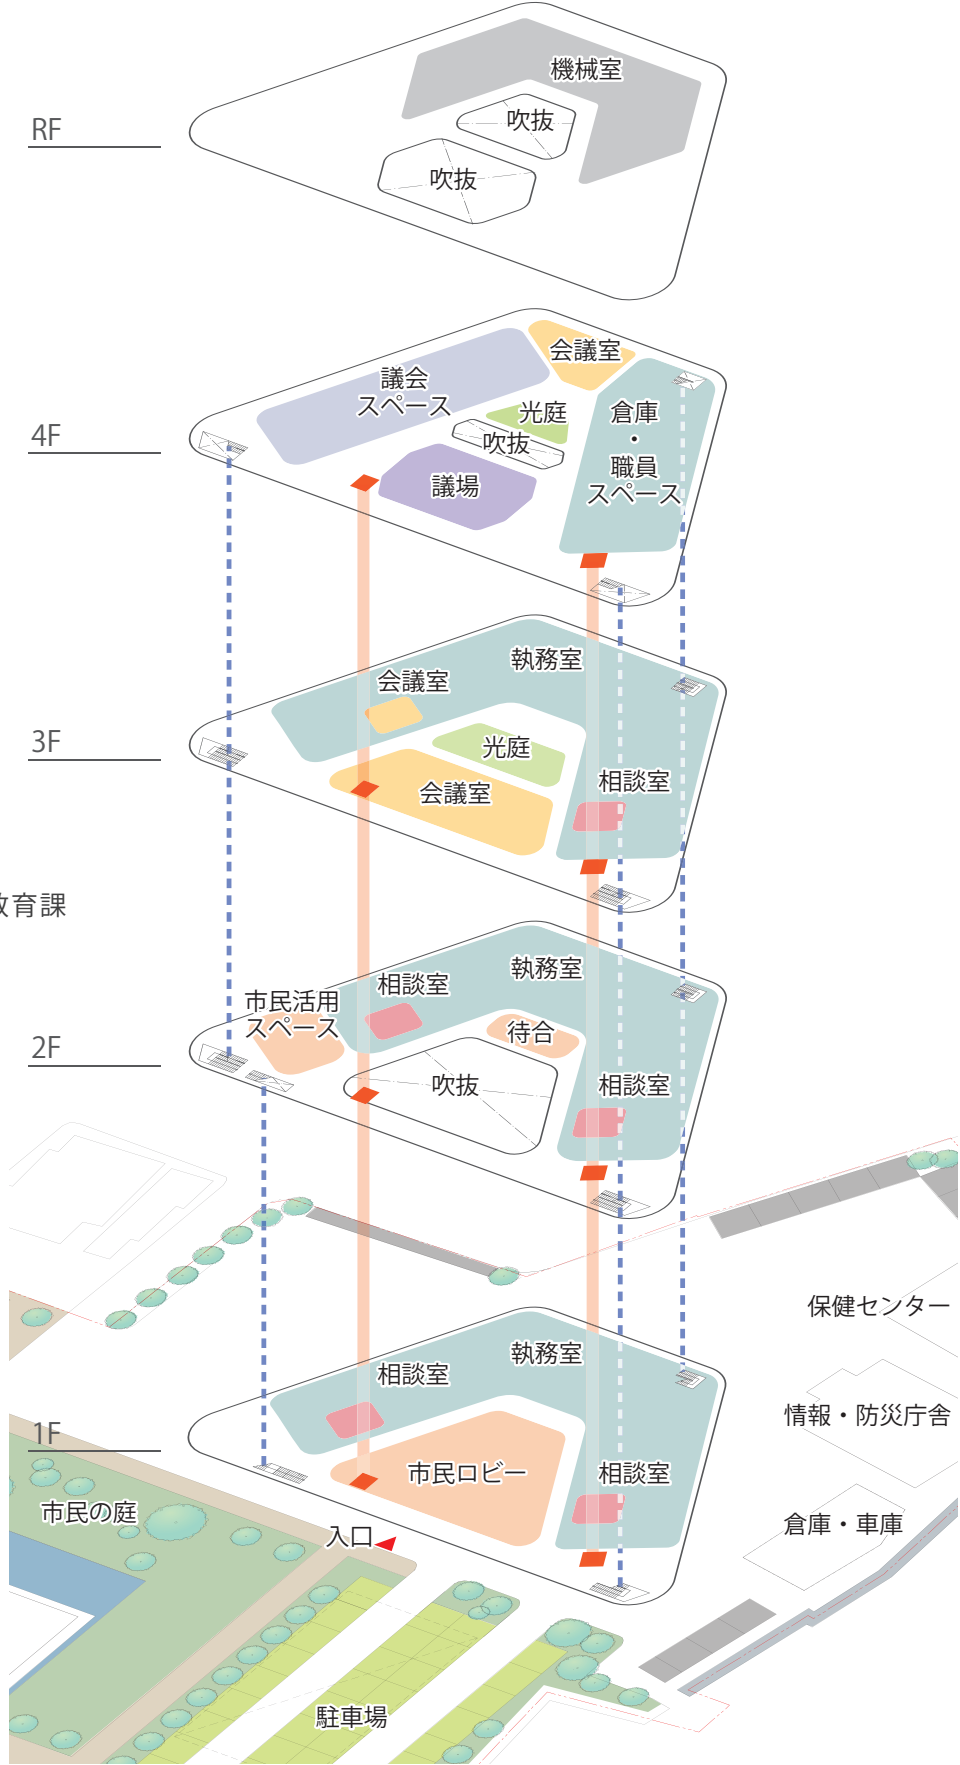 機械室
RF
吹抜
吹抜
会議室
議会
スペース
光庭
倉庫
・
職員
スペース
4F
吹抜
議場
執務室
会議室
3F
光庭
相談室
会議室
教育課
執務室
相談室
市民活用
スペース
待合
2F
吹抜
相談室
保健センター
執務室
相談室
情報・防災庁舎
1F
市民ロビー
相談室
市民の庭
倉庫・車庫
入口
駐車場